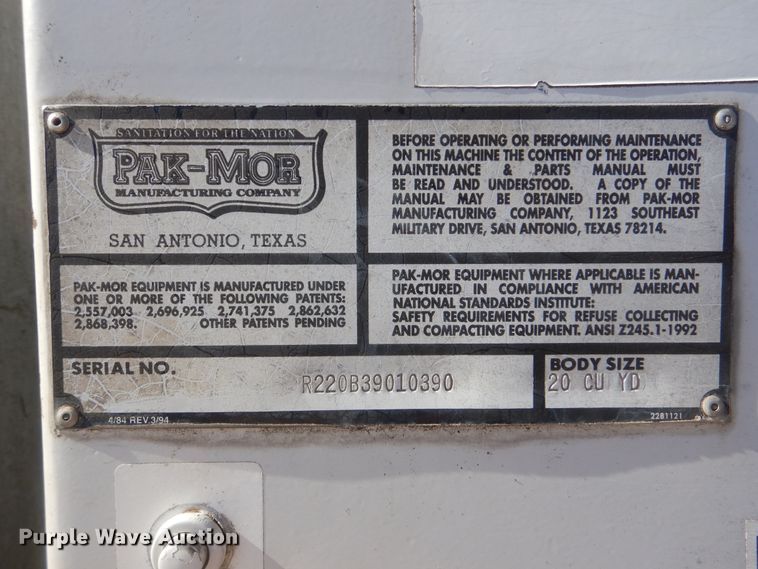 SANITATION FOR THE NATION
PAK-MOR
MANUFACTURING COMPANY
SAN ANTONIO, TEXAS
BEFORE OPERATING OR PERFORMING MAINTENANCE
ON THIS MACHINE THE CONTENT OF THE OPERATION,
MAINTENANCE & PARTS MANUAL MUST
BE READ AND UNDERSTOOD. A COPY OF THE
MANUAL MAY BE OBTAINED FROM PAK-MOR
MANUFACTURING COMPANY, 1123 SOUTHEAST
MILITARY DRIVE, SAN ANTONIO, TEXAS 78214.
PAK-MOR EQUIPMENT IS MANUFACTURED UNDER
ONE OR MORE OF THE FOLLOWING PATENTS:
2,557,003 2,696,925 2,741,375 2,862,632
2,868,398. OTHER PATENTS PENDING
PAK-MOR EQUIPMENT WHERE APPLICABLE IS MAN-
UFACTURED IN COMPLIANCE WITH AMERICAN
NATIONAL STANDARDS INSTITUTE:
SAFETY REQUIREMENTS FOR REFUSE COLLECTING
AND COMPACTING EQUIPMENT. ANSI Z245.1-1992
SERIAL NO. R220B39010390
BODY SIZE
20 CU YD
4/84 REV.3/94
2281121
Purple Wave Auction